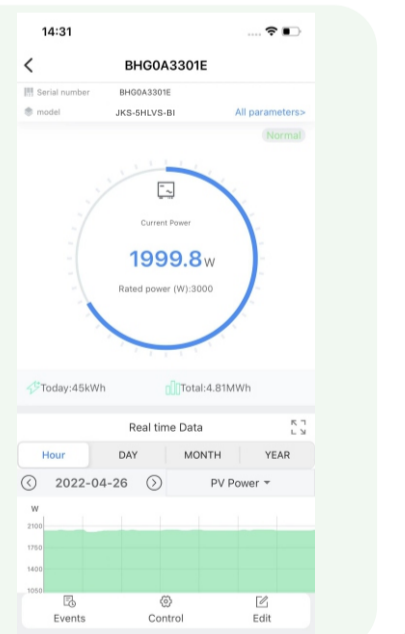 14:31
BHG0A3301E
Serial number BHG0A3301E
model JKS-5HLVS-BI All parameters>
Normal
Current Power
1999.8W
Rated power (W):3000
Today:45kWh Total:4.81MWh
Real time Data
Hour DAY MONTH YEAR
2022-04-26 PV Power
W
2100
1750
1400
1050
Events Control Edit